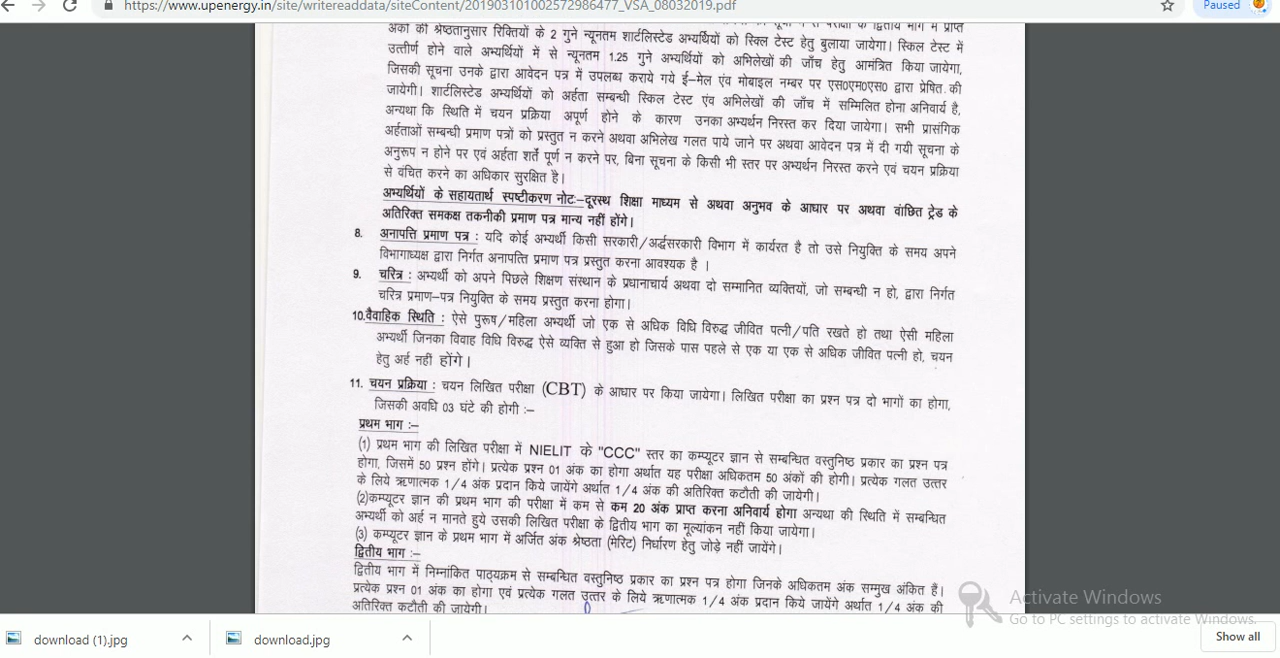 https://www.upenergy.in/site/writereaddata/siteContent/201903101002572986477_VSA_08032019.pdf
Paused
अंकों की श्रेष्ठतानुसार रिक्तियों के 2 गुने न्यूनतम शार्टलिस्टेड अभ्यर्थियों को स्किल टेस्ट हेतु बुलाया जायेगा। स्किल टेस्ट में
उत्तीर्ण होने वाले अभ्यर्थियों में से न्यूनतम 1.25 गुने अभ्यर्थियों को अभिलेखों की जाँच हेतु आमंत्रित किया जायेगा,
जिसकी सूचना उनके द्वारा आवेदन पत्र में उपलब्ध कराये गये ई–मेल एंव मोबाइल नम्बर पर एस०एम०एस० द्वारा प्रेषित की
जायेगी। शार्टलिस्टेड अभ्यर्थियों को अर्हता सम्बन्धी स्किल टेस्ट एंव अभिलेखों की जाँच में सम्मिलित होना अनिवार्य है,
अन्यथा कि स्थिति में चयन प्रक्रिया अपूर्ण होने के कारण उनका अभ्यर्थन निरस्त कर दिया जायेगा। सभी प्रासंगिक
अर्हताओं सम्बन्धी प्रमाण पत्रों को प्रस्तुत न करने अथवा अभिलेख गलत पाये जाने पर अथवा आवेदन पत्र में दी गयी सूचना के
अनुरूप न होने पर एवं अर्हता शर्तें पूर्ण न करने पर, बिना सूचना के किसी भी स्तर पर अभ्यर्थन निरस्त करने एवं चयन प्रक्रिया
से वंचित करने का अधिकार सुरक्षित है।
अभ्यर्थियों के सहायतार्थ स्पष्टीकरण नोटः–दूरस्थ शिक्षा माध्यम से अथवा अनुभव के आधार पर अथवा वांछित ट्रेड के
अतिरिक्त समकक्ष तकनीकी प्रमाण पत्र मान्य नहीं होंगे।
8. अनापत्ति प्रमाण पत्र : यदि कोई अभ्यर्थी किसी सरकारी/अर्द्धसरकारी विभाग में कार्यरत है तो उसे नियुक्ति के समय अपने
विभागाध्यक्ष द्वारा निर्गत अनापत्ति प्रमाण पत्र प्रस्तुत करना आवश्यक है ।
9. चरित्र : अभ्यर्थी को अपने पिछले शिक्षण संस्थान के प्रधानाचार्य अथवा दो सम्मानित व्यक्तियों, जो सम्बन्धी न हो, द्वारा निर्गत
चरित्र प्रमाण–पत्र नियुक्ति के समय प्रस्तुत करना होगा।
10.वैवाहिक स्थिति : ऐसे पुरूष/महिला अभ्यर्थी जो एक से अधिक विधि विरुद्ध जीवित पत्नी/पति रखते हो तथा ऐसी महिला
अभ्यर्थी जिनका विवाह विधि विरुद्ध ऐसे व्यक्ति से हुआ हो जिसके पास पहले से एक या एक से अधिक जीवित पत्नी हो, चयन
हेतु अर्ह नहीं होंगे।
11. चयन प्रक्रिया : चयन लिखित परीक्षा (CBT) के आधार पर किया जायेगा। लिखित परीक्षा का प्रश्न पत्र दो भागों का होगा,
जिसकी अवधि 03 घंटे की होगी :–
प्रथम भाग :–
(1) प्रथम भाग की लिखित परीक्षा में NIELIT के "CCC" स्तर का कम्प्यूटर ज्ञान से सम्बन्धित वस्तुनिष्ठ प्रकार का प्रश्न पत्र
होगा, जिसमें 50 प्रश्न होंगे। प्रत्येक प्रश्न 01 अंक का होगा अर्थात यह परीक्षा अधिकतम 50 अंकों की होगी। प्रत्येक गलत उत्तर
के लिये ऋणात्मक 1/4 अंक प्रदान किये जायेंगे अर्थात 1/4 अंक की अतिरिक्त कटौती की जायेगी।
(2)कम्प्यूटर ज्ञान की प्रथम भाग की परीक्षा में कम से कम 20 अंक प्राप्त करना अनिवार्य होगा अन्यथा की स्थिति में सम्बन्धित
अभ्यर्थी को अर्ह न मानते हुये उसकी लिखित परीक्षा के द्वितीय भाग का मूल्यांकन नहीं किया जायेगा।
(3) कम्प्यूटर ज्ञान के प्रथम भाग में अर्जित अंक श्रेष्ठता (मेरिट) निर्धारण हेतु जोड़े नहीं जायेंगे।
द्वितीय भाग :–
द्वितीय भाग में निम्नांकित पाठ्यक्रम से सम्बन्धित वस्तुनिष्ठ प्रकार का प्रश्न पत्र होगा जिनके अधिकतम अंक सम्मुख अंकित हैं।
प्रत्येक प्रश्न 01 अंक का होगा एवं प्रत्येक गलत उत्तर के लिये ऋणात्मक 1/4 अंक प्रदान किये जायेंगे अर्थात 1/4 अंक की
अतिरिक्त कटौती की जायेगी।
Activate Windows
Go to PC settings to activate Windows.
download (1).jpg
download.jpg
Show all